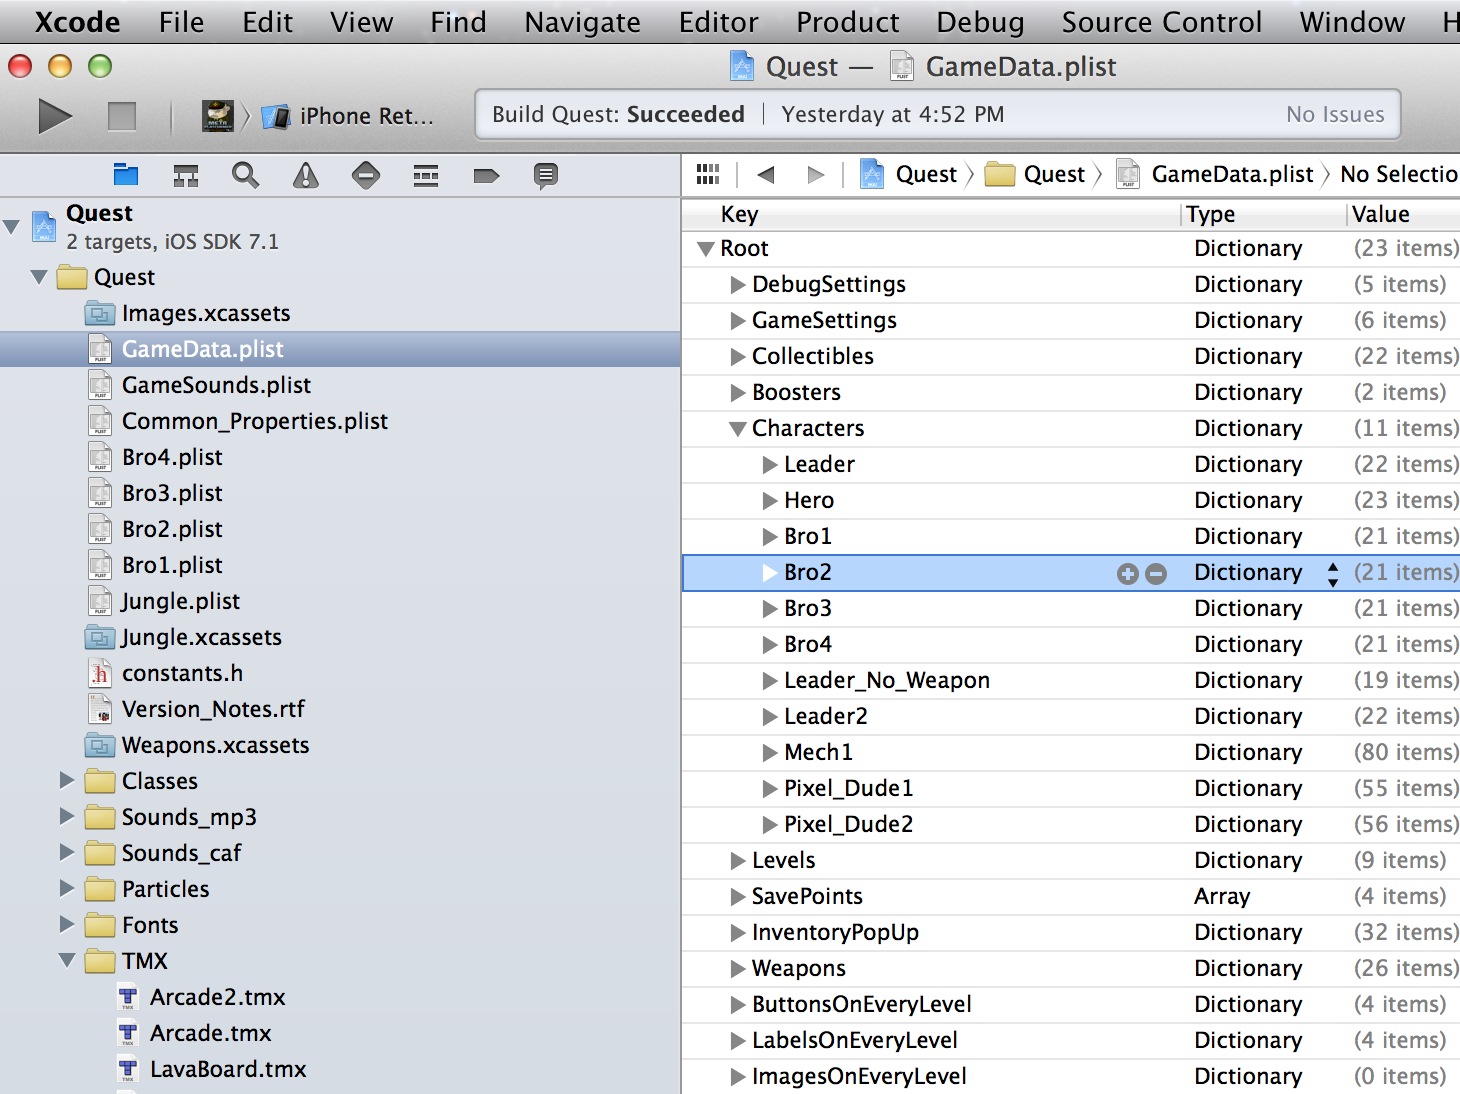 Xcode File Edit View Find Navigate Editor Product Debug Source Control Window H
Quest — GameData.plist
iPhone Ret... Build Quest: Succeeded Yesterday at 4:52 PM No Issues
Quest Quest GameData.plist No Selectio
Quest
2 targets, iOS SDK 7.1
Quest
Images.xcassets
GameData.plist
GameSounds.plist
Common_Properties.plist
Bro4.plist
Bro3.plist
Bro2.plist
Bro1.plist
Jungle.plist
Jungle.xcassets
constants.h
Version_Notes.rtf
Weapons.xcassets
Classes
Sounds_mp3
Sounds_caf
Particles
Fonts
TMX
Arcade2.tmx
Arcade.tmx
LavaBoard.tmx
Key Type Value
Root Dictionary (23 items)
DebugSettings Dictionary (5 items)
GameSettings Dictionary (6 items)
Collectibles Dictionary (22 items)
Boosters Dictionary (2 items)
Characters Dictionary (11 items)
Leader Dictionary (22 items)
Hero Dictionary (23 items)
Bro1 Dictionary (21 items)
Bro2 Dictionary (21 items)
Bro3 Dictionary (21 items)
Bro4 Dictionary (21 items)
Leader_No_Weapon Dictionary (19 items)
Leader2 Dictionary (22 items)
Mech1 Dictionary (80 items)
Pixel_Dude1 Dictionary (55 items)
Pixel_Dude2 Dictionary (56 items)
Levels Dictionary (9 items)
SavePoints Array (4 items)
InventoryPopUp Dictionary (32 items)
Weapons Dictionary (26 items)
ButtonsOnEveryLevel Dictionary (4 items)
LabelsOnEveryLevel Dictionary (4 items)
ImagesOnEveryLevel Dictionary (0 items)